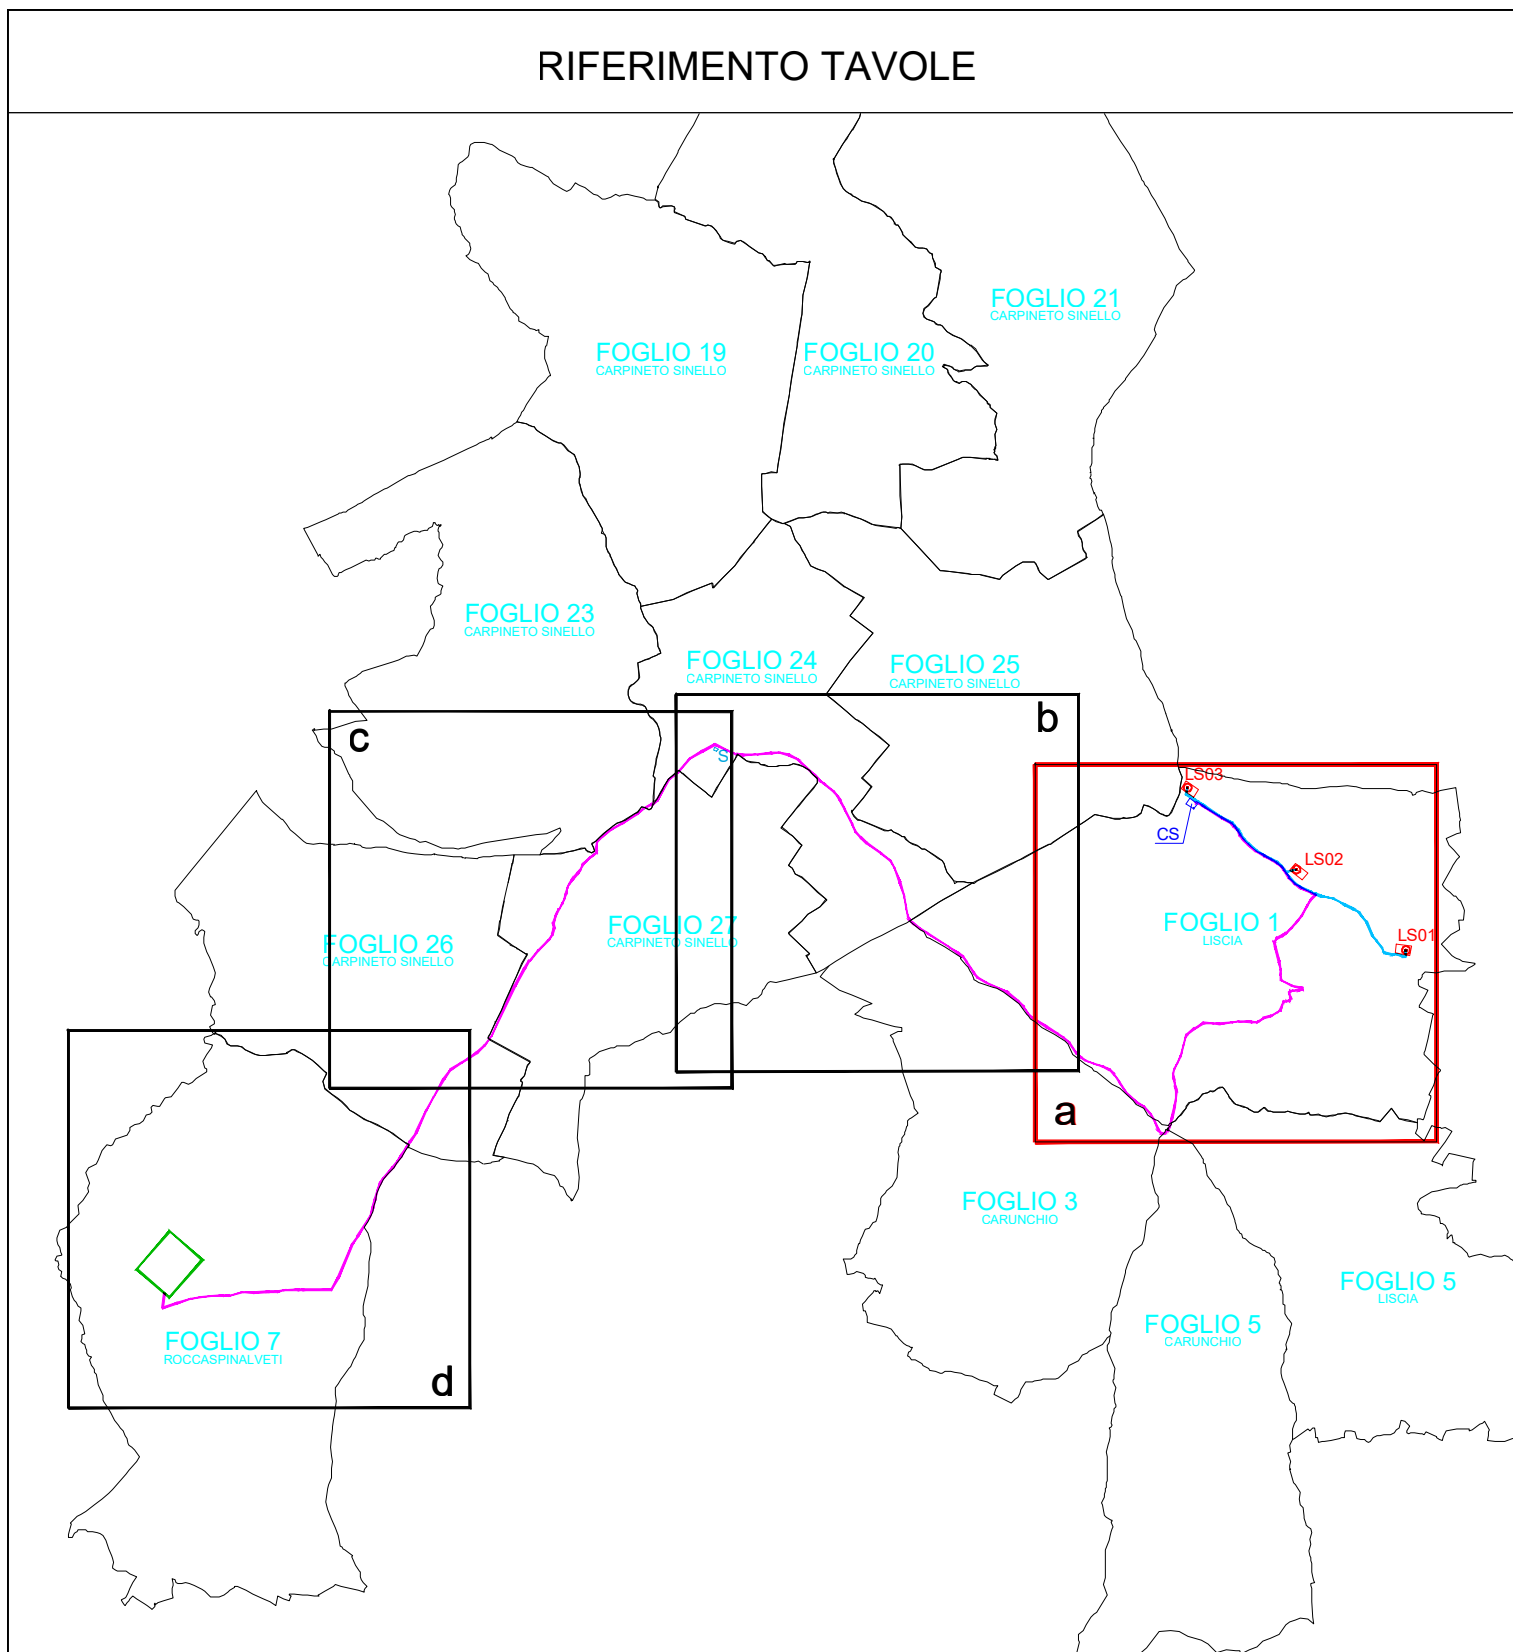 RIFERIMENTO TAVOLE
FOGLIO 21
CARPINETO SINELLO
FOGLIO 19
CARPINETO SINELLO
FOGLIO 20
CARPINETO SINELLO
FOGLIO 23
CARPINETO SINELLO
FOGLIO 24
CARPINETO SINELLO
FOGLIO 25
CARPINETO SINELLO
c
b
S
LS03
CS
LS02
FOGLIO 1
LISCIA
LS01
FOGLIO 26
CARPINETO SINELLO
FOGLIO 27
CARPINETO SINELLO
a
FOGLIO 3
CARUNCHIO
FOGLIO 5
LISCIA
FOGLIO 5
CARUNCHIO
FOGLIO 7
ROCCASPINALVETI
d